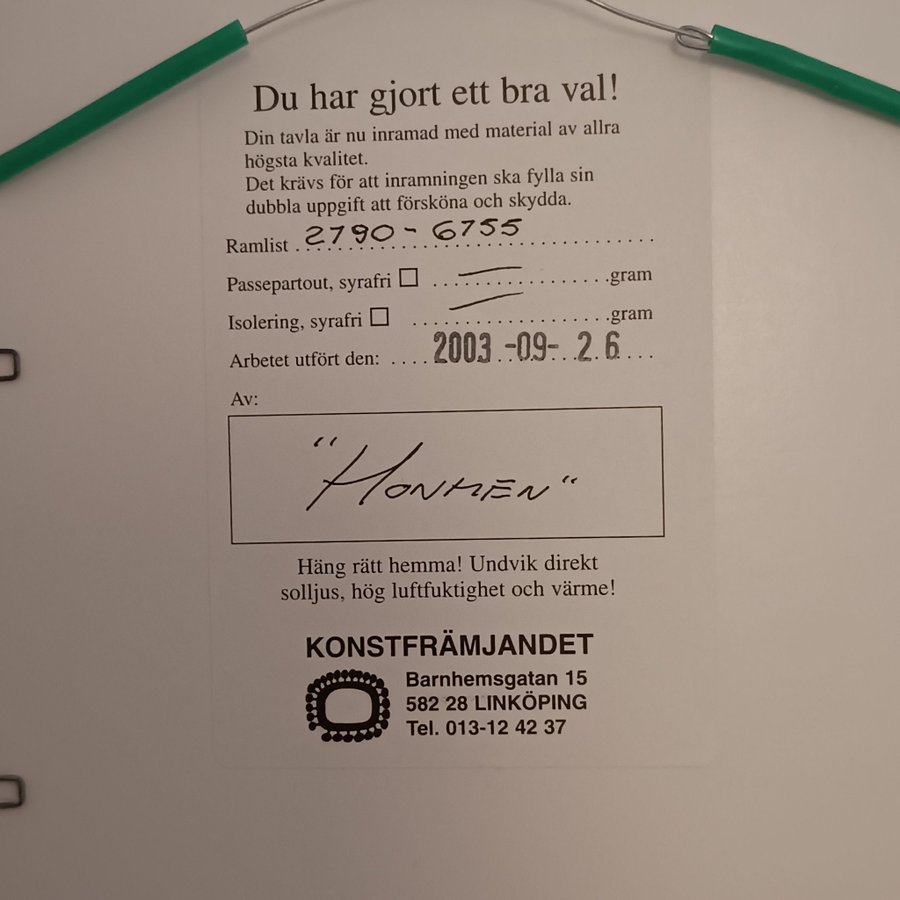 Du har gjort ett bra val!
Din tavla är nu inramad med material av allra
högsta kvalitet.
Det krävs för att inramningen ska fylla sin
dubbla uppgift att försköna och skydda.
Ramlist . 2790 - 6755
Passepartout, syrafri ☐ ....................gram
Isolering, syrafri ☐ ....................gram
Arbetet utfört den: .... 2003 -09- 2 6 ...
Av:
"HONKEN"
Häng rätt hemma! Undvik direkt
solljus, hög luftfuktighet och värme!
KONSTFRÄMJANDET
Barnhemsgatan 15
582 28 LINKÖPING
Tel. 013-12 42 37